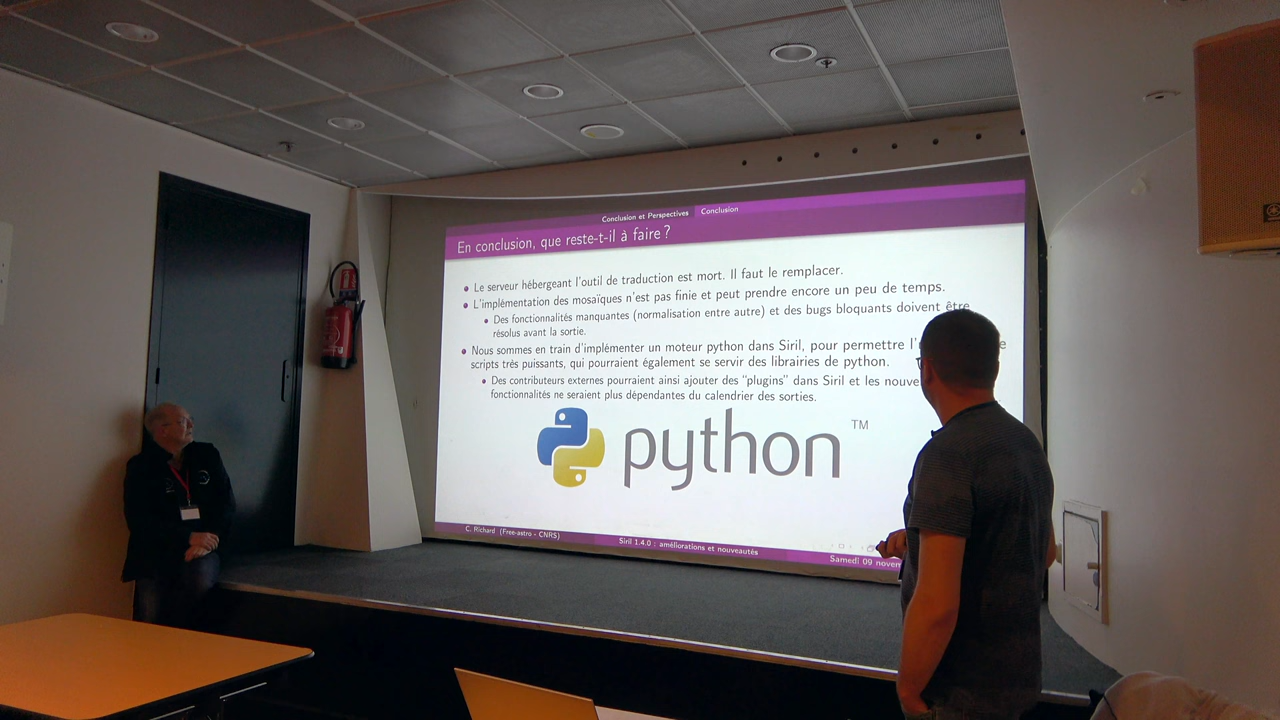 Conclusion et Perspectives Conclusion
En conclusion, que reste-t-il à faire ?
Le serveur hébergeant l'outil de traduction est mort. Il faut le remplacer.
L'implémentation des mosaïques n'est pas finie et peut prendre encore un peu de temps.
Des fonctionnalités manquantes (normalisation entre autre) et des bugs bloquants doivent être
résolus avant la sortie.
Nous sommes en train d'implémenter un moteur python dans Siril, pour permettre
scripts très puissants, qui pourraient également se servir des librairies de python.
Des contributeurs externes pourraient ainsi ajouter des "plugins" dans Siril et les
fonctionnalités ne seraient plus dépendantes du calendrier des sorties.
python TM
C. Richard (Free-astro - CNRS) Siril 1.4.0 : améliorations et nouveautés Samedi 09